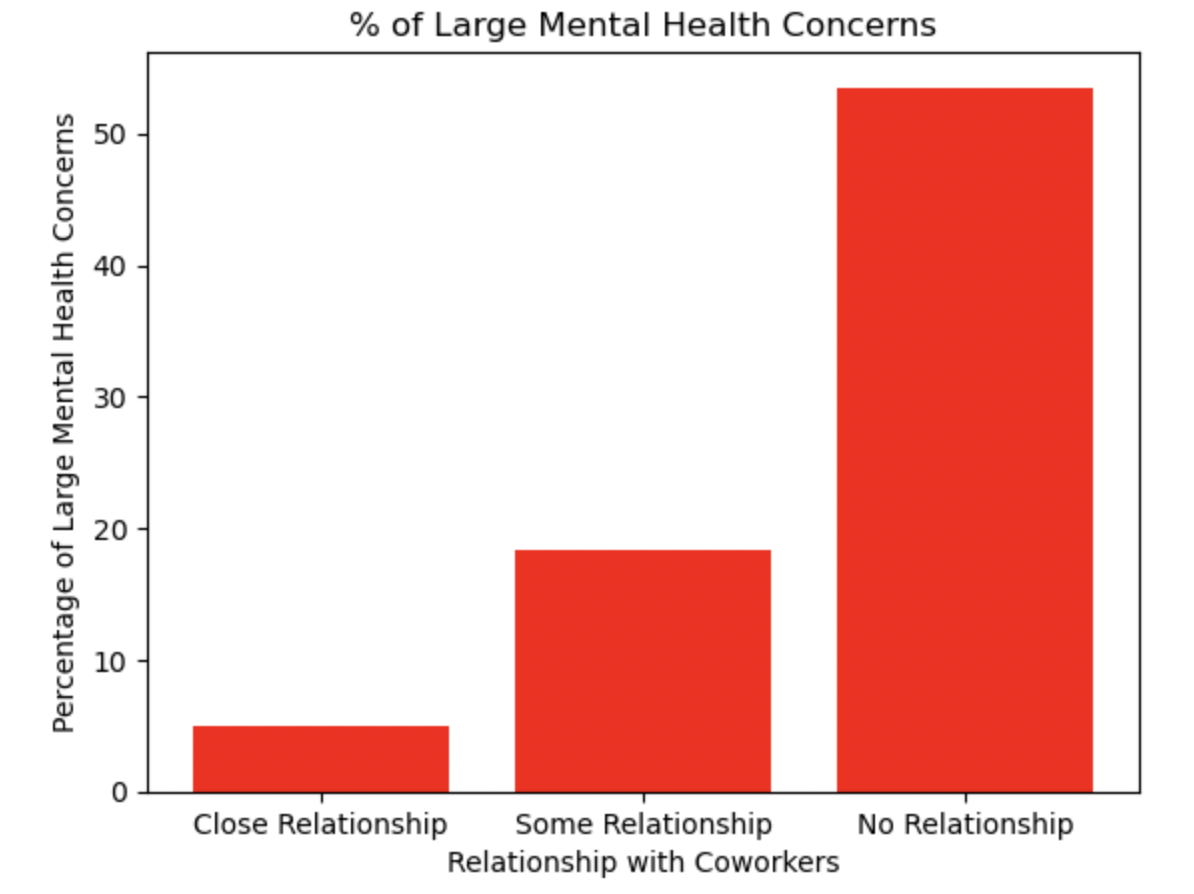 % of Large Mental Health Concerns
Percentage of Large Mental Health Concerns
50
40
30
20
10
0
Close Relationship
Some Relationship
No Relationship
Relationship with Coworkers